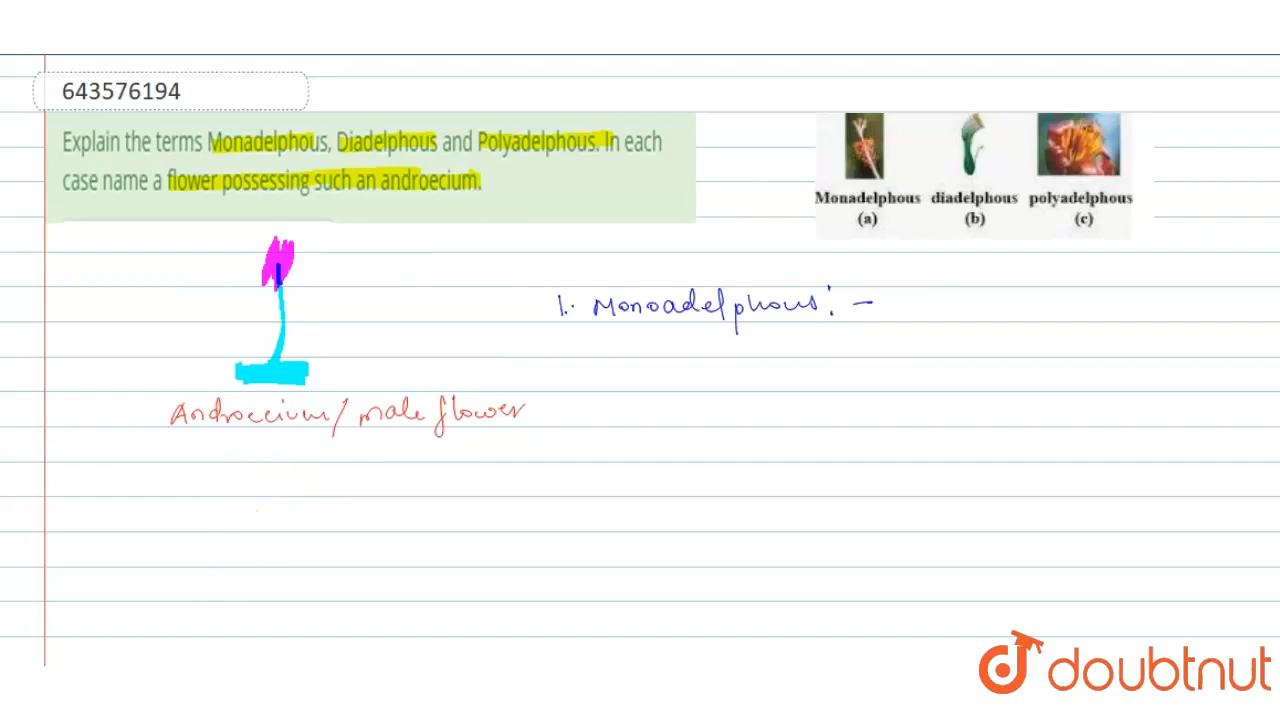 643576194
Explain the terms Monadelphous, Diadelphous and Polyadelphous. In each
case name a flower possessing such an androecium.
Monadelphous diadelphous polyadelphous
(a) (b) (c)
1. Monoadelphous: –
Androecium/male flower
doubtnut